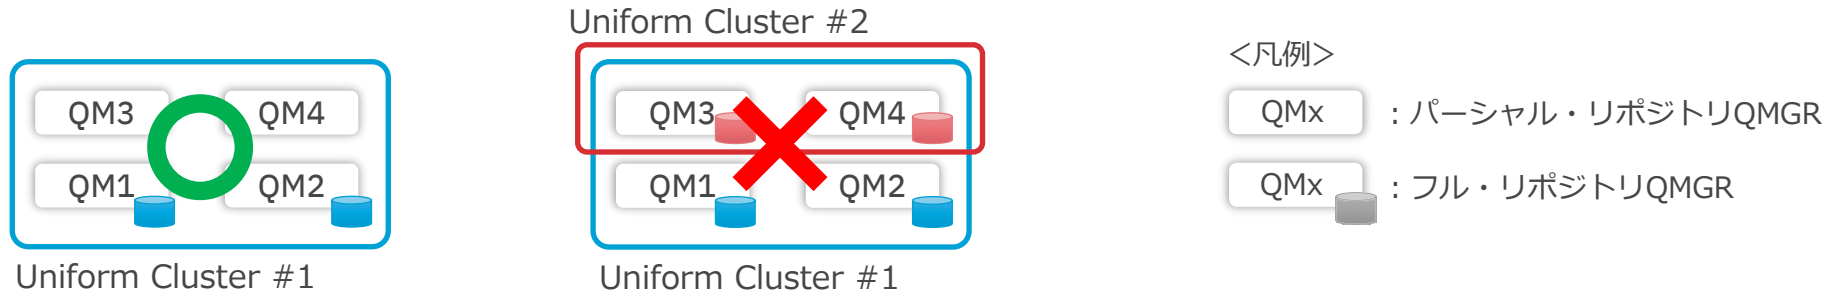 QM3
QM4
QM1
QM2
Uniform Cluster #1
Uniform Cluster #2
QM3
QM4
QM1
QM2
Uniform Cluster #1
<凡例>
QMx
: パーシャル・リポジトリQMGR
QMx
: フル・リポジトリQMGR